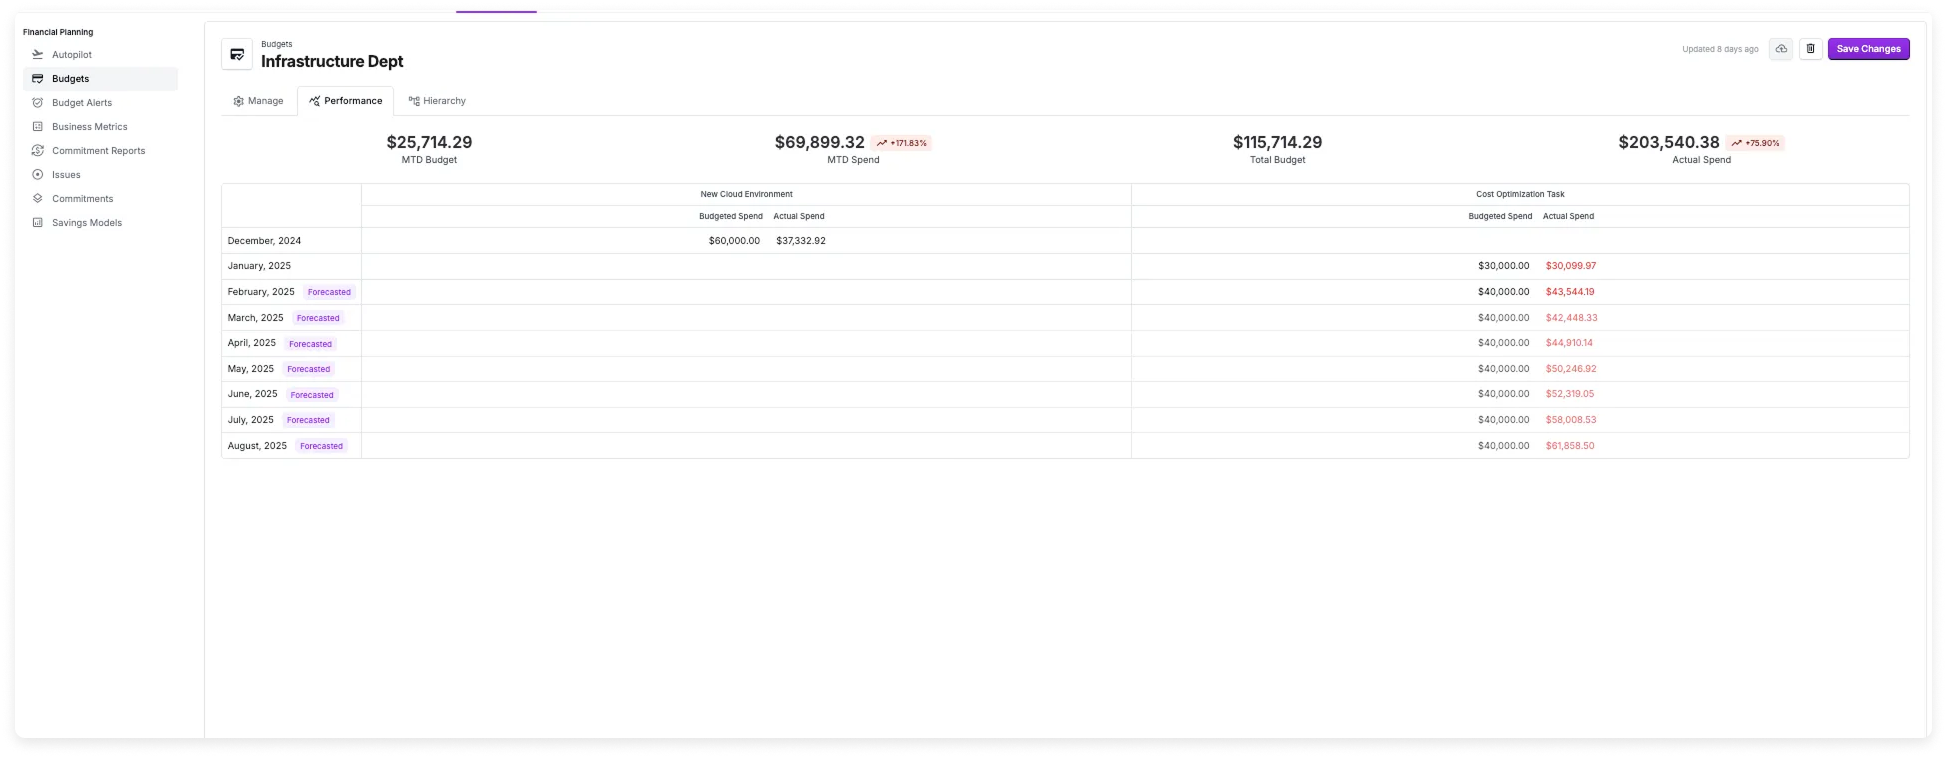 Financial Planning
Autopilot
Budgets
Budget Alerts
Business Metrics
Commitment Reports
Issues
Commitments
Savings Models
Budgets
Infrastructure Dept
Updated 8 days ago
Save Changes
Manage Performance Hierarchy
$25,714.29 $69,899.32 +171.83% $115,714.29 $203,540.38 +75.90%
MTD Budget MTD Spend Total Budget Actual Spend
New Cloud Environment Cost Optimization Task
Budgeted Spend Actual Spend Budgeted Spend Actual Spend
December, 2024 $60,000.00 $37,332.92
January, 2025 $30,000.00 $30,099.97
February, 2025 Forecasted $40,000.00 $43,544.19
March, 2025 Forecasted $40,000.00 $42,448.33
April, 2025 Forecasted $40,000.00 $44,910.14
May, 2025 Forecasted $40,000.00 $50,246.92
June, 2025 Forecasted $40,000.00 $52,319.05
July, 2025 Forecasted $40,000.00 $58,008.53
August, 2025 Forecasted $40,000.00 $61,858.50